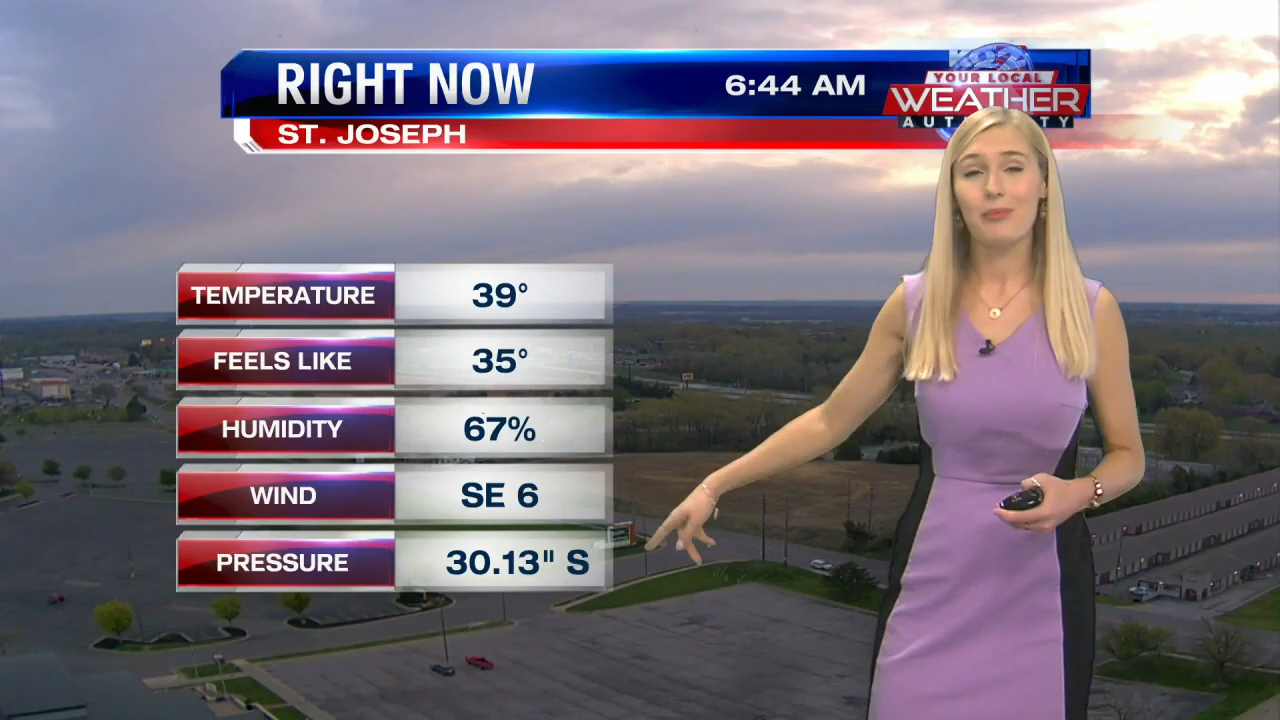 RIGHT NOW
6:44 AM
YOUR LOCAL
WEATHER
ST. JOSEPH
TEMPERATURE
39°
FEELS LIKE
35°
HUMIDITY
67%
WIND
SE 6
PRESSURE
30.13" S